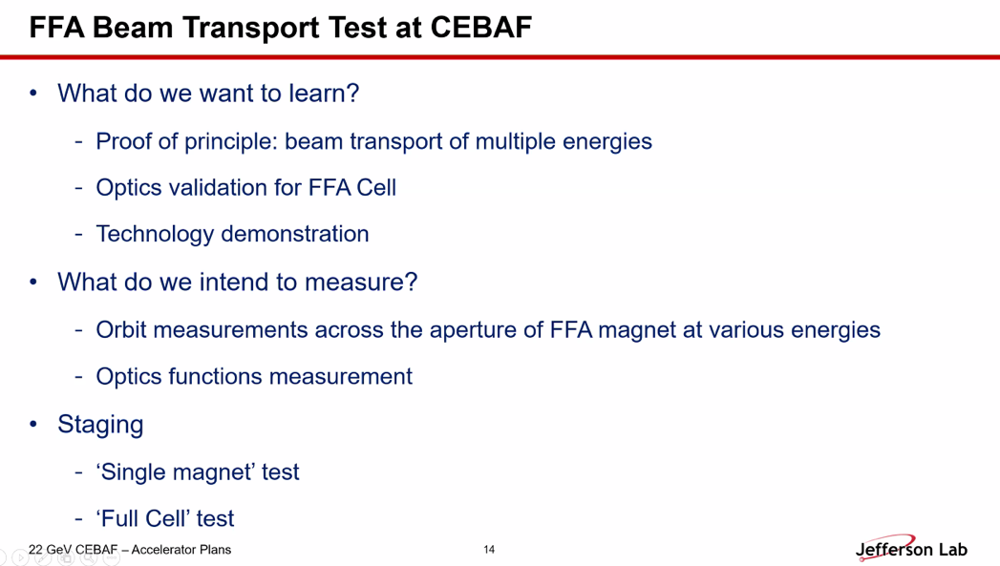 FFA Beam Transport Test at CEBAF
• What do we want to learn?
- Proof of principle: beam transport of multiple energies
- Optics validation for FFA Cell
- Technology demonstration
• What do we intend to measure?
- Orbit measurements across the aperture of FFA magnet at various energies
- Optics functions measurement
• Staging
- ‘Single magnet’ test
- ‘Full Cell’ test
22 GeV CEBAF – Accelerator Plans
14
Jefferson Lab